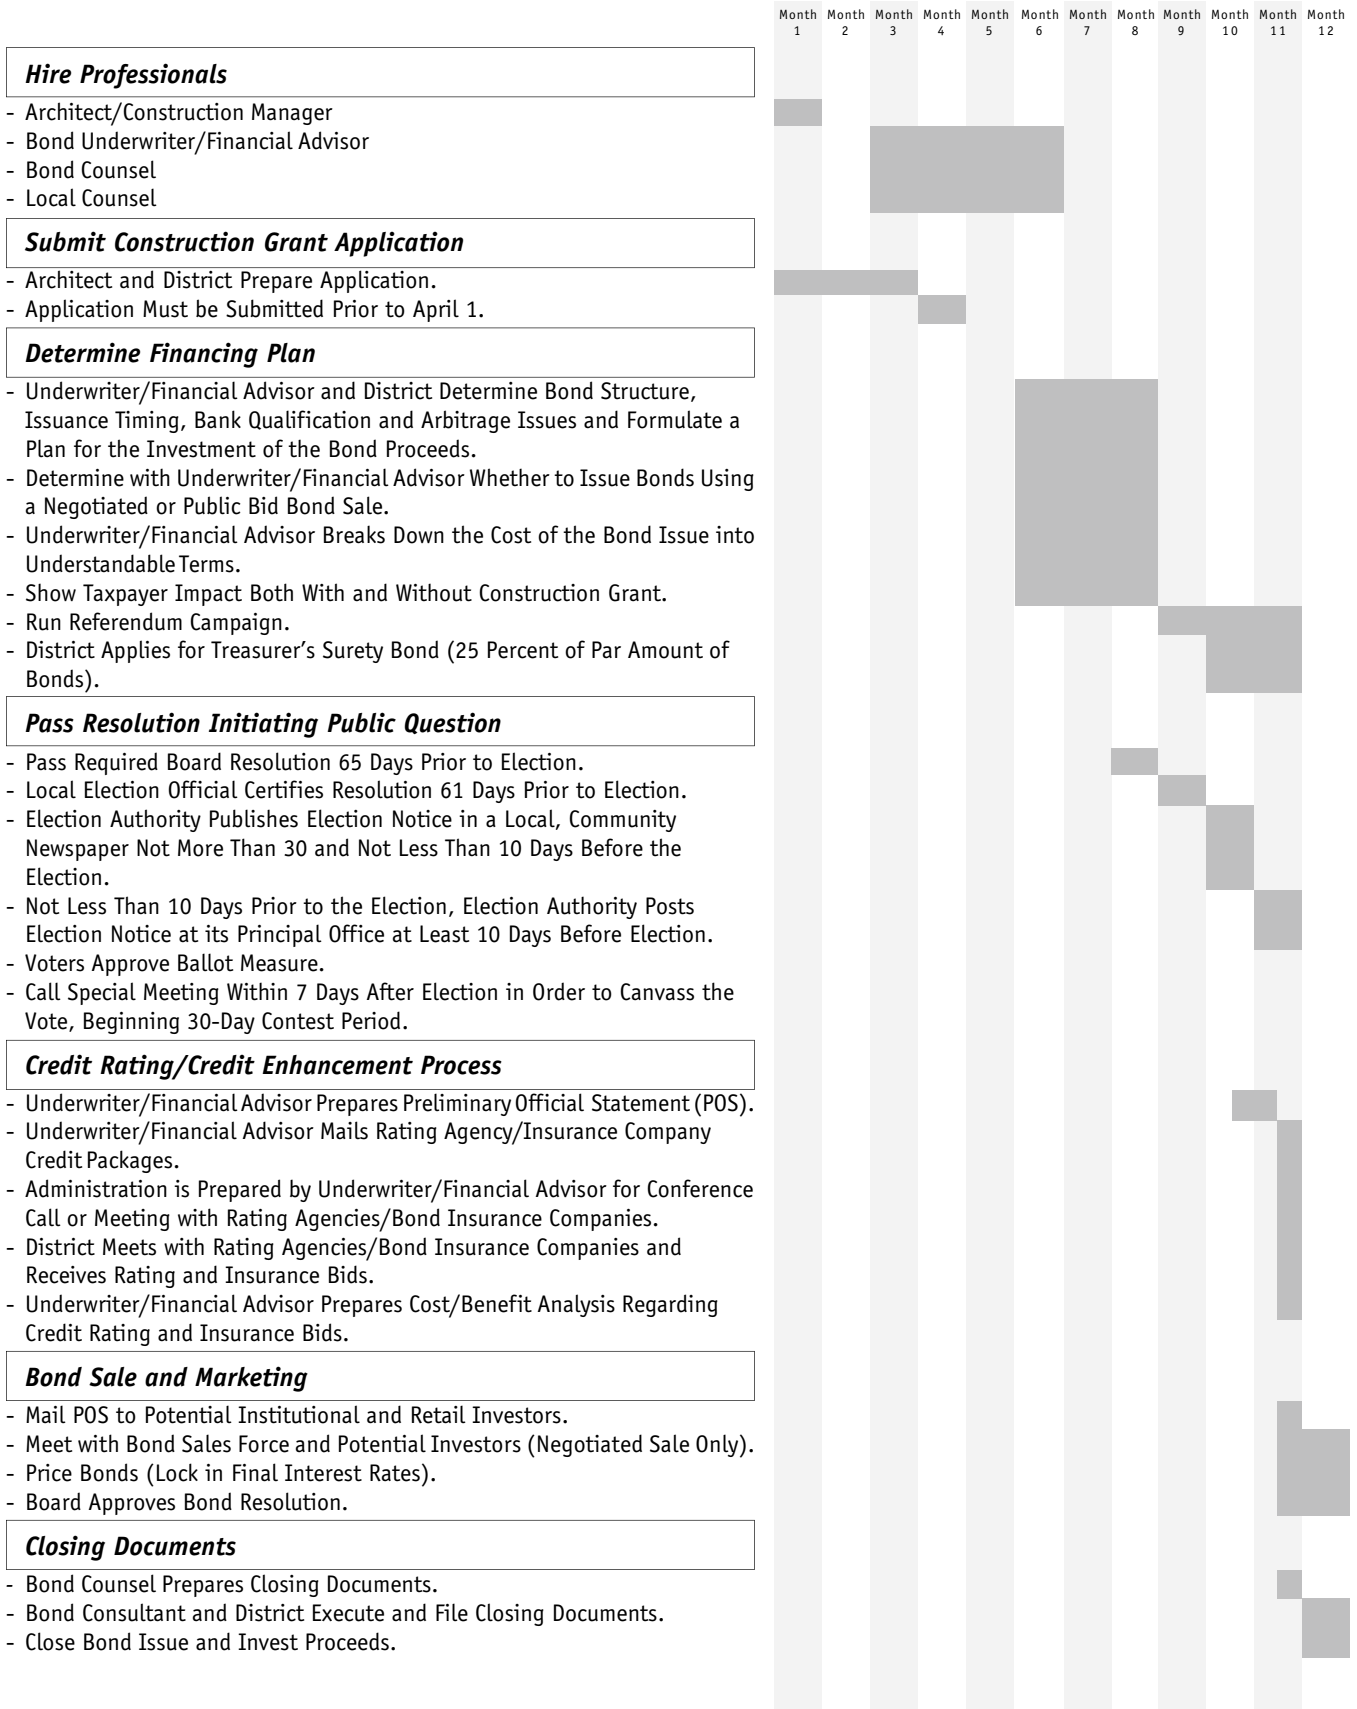 Month Month Month Month Month Month Month Month Month Month Month Month
1 2 3 4 5 6 7 8 9 10 11 12
Hire Professionals
- Architect/Construction Manager
- Bond Underwriter/Financial Advisor
- Bond Counsel
- Local Counsel
Submit Construction Grant Application
- Architect and District Prepare Application.
- Application Must be Submitted Prior to April 1.
Determine Financing Plan
- Underwriter/Financial Advisor and District Determine Bond Structure,
Issuance Timing, Bank Qualification and Arbitrage Issues and Formulate a
Plan for the Investment of the Bond Proceeds.
- Determine with Underwriter/Financial Advisor Whether to Issue Bonds Using
a Negotiated or Public Bid Bond Sale.
- Underwriter/Financial Advisor Breaks Down the Cost of the Bond Issue into
Understandable Terms.
- Show Taxpayer Impact Both With and Without Construction Grant.
- Run Referendum Campaign.
- District Applies for Treasurer’s Surety Bond (25 Percent of Par Amount of
Bonds).
Pass Resolution Initiating Public Question
- Pass Required Board Resolution 65 Days Prior to Election.
- Local Election Official Certifies Resolution 61 Days Prior to Election.
- Election Authority Publishes Election Notice in a Local, Community
Newspaper Not More Than 30 and Not Less Than 10 Days Before the
Election.
- Not Less Than 10 Days Prior to the Election, Election Authority Posts
Election Notice at its Principal Office at Least 10 Days Before Election.
- Voters Approve Ballot Measure.
- Call Special Meeting Within 7 Days After Election in Order to Canvass the
Vote, Beginning 30-Day Contest Period.
Credit Rating/Credit Enhancement Process
- Underwriter/Financial Advisor Prepares Preliminary Official Statement (POS).
- Underwriter/Financial Advisor Mails Rating Agency/Insurance Company
Credit Packages.
- Administration is Prepared by Underwriter/Financial Advisor for Conference
Call or Meeting with Rating Agencies/Bond Insurance Companies.
- District Meets with Rating Agencies/Bond Insurance Companies and
Receives Rating and Insurance Bids.
- Underwriter/Financial Advisor Prepares Cost/Benefit Analysis Regarding
Credit Rating and Insurance Bids.
Bond Sale and Marketing
- Mail POS to Potential Institutional and Retail Investors.
- Meet with Bond Sales Force and Potential Investors (Negotiated Sale Only).
- Price Bonds (Lock in Final Interest Rates).
- Board Approves Bond Resolution.
Closing Documents
- Bond Counsel Prepares Closing Documents.
- Bond Consultant and District Execute and File Closing Documents.
- Close Bond Issue and Invest Proceeds.